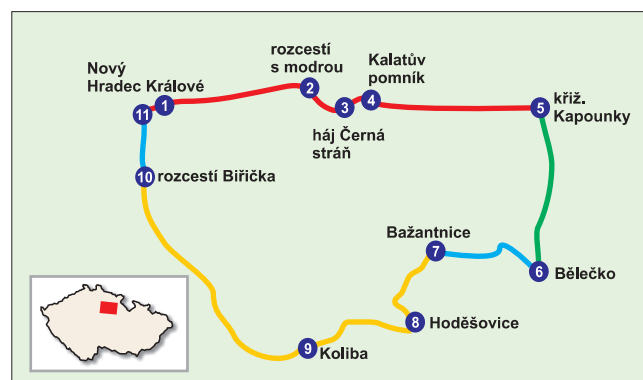 rozcestí
s modrou
Kalatův
pomník
Nový
Hradec Králové
2
4
11
1
3
5
křiž.
Kapounky
háj Černá
stráň
10
rozcestí Biřička
Bažantnice
7
6
Bělečko
8
Hoděšovice
9
Koliba